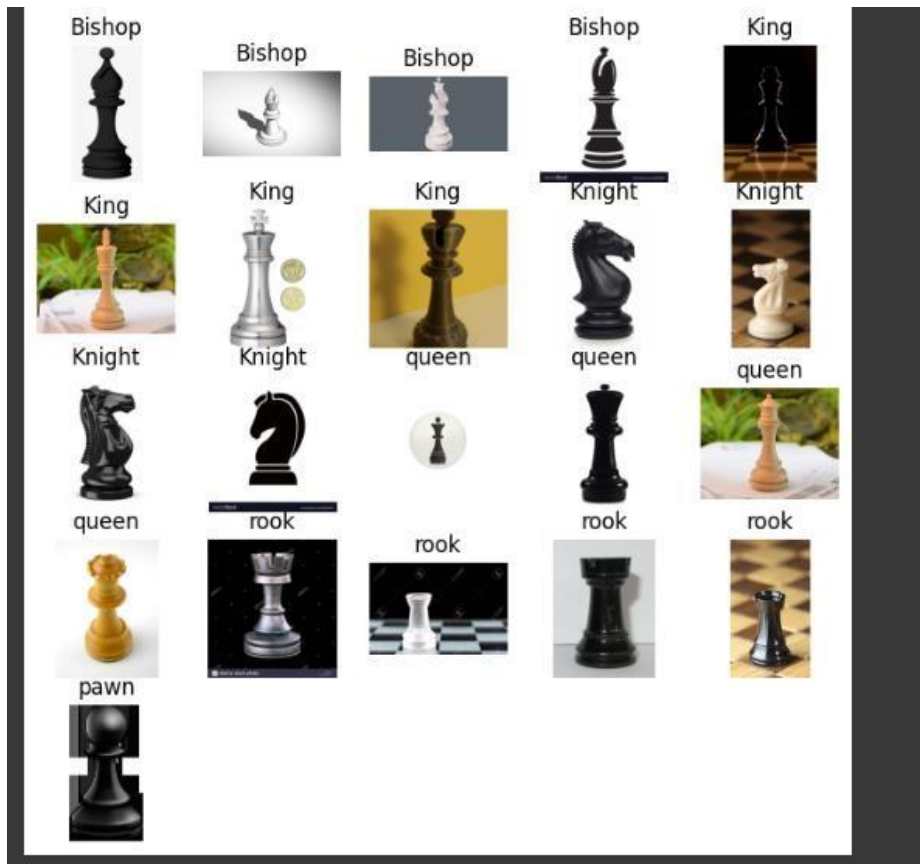 Bishop
Bishop
Bishop
Bishop
King
King
King
King
Knight
Knight
Knight
Knight
queen
queen
queen
queen
rook
rook
rook
rook
pawn